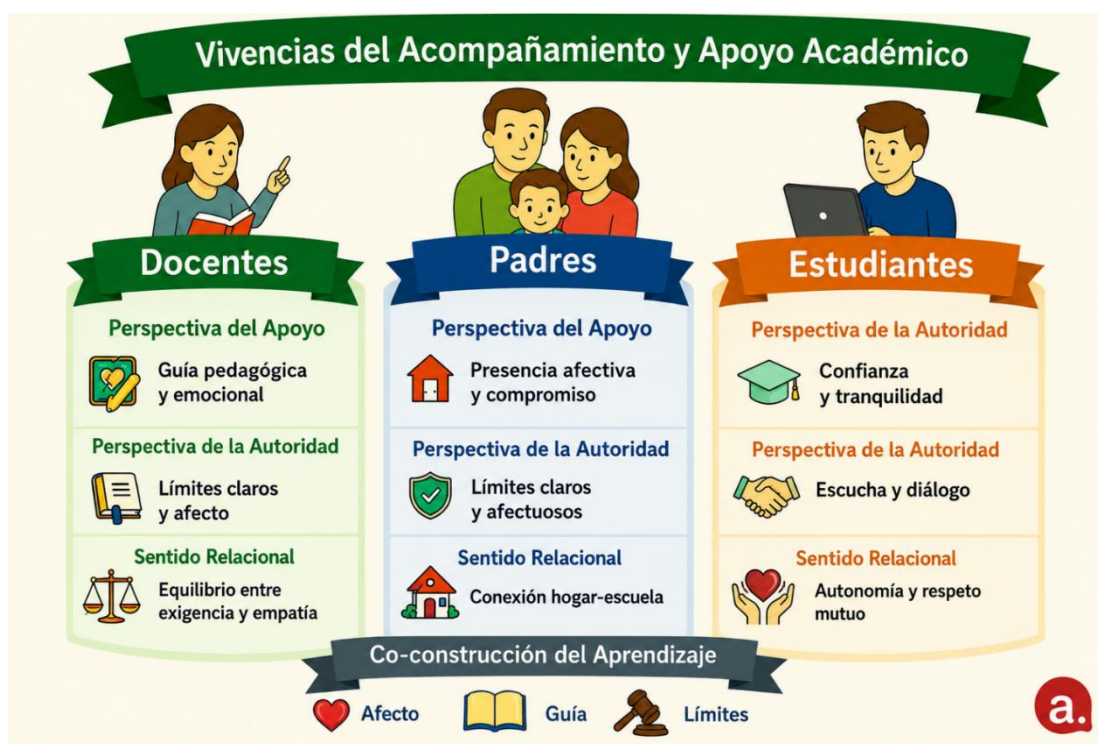 Vivencias del Acompañamiento y Apoyo Académico
Docentes
Perspectiva del Apoyo
Guía pedagógica
y emocional
Perspectiva de la Autoridad
Límites claros
y afecto
Sentido Relacional
Equilibrio entre
exigencia y empatía
Padres
Perspectiva del Apoyo
Presencia afectiva
y compromiso
Perspectiva de la Autoridad
Límites claros
y afectuosos
Sentido Relacional
Conexión hogar-escuela
Estudiantes
Perspectiva de la Autoridad
Confianza
y tranquilidad
Perspectiva de la Autoridad
Escucha y diálogo
Sentido Relacional
Autonomía y respeto
mutuo
Co-construcción del Aprendizaje
Afecto
Guía
Límites
a.